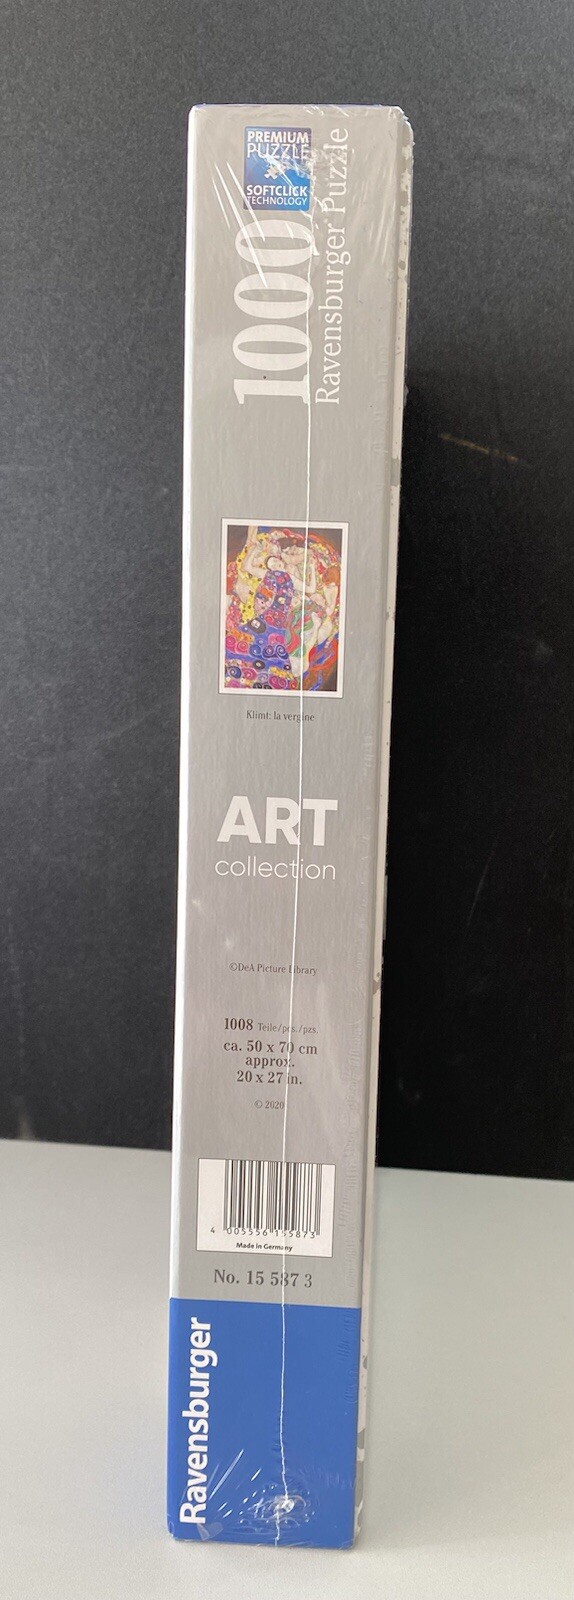 PREMIUM
PUZZLE
SOFTCLICK
TECHNOLOGY
1000
Ravensburger Puzzle
Klimt: la vergine
ART
collection
©DeA Picture Library
1008 Teile/pcs./pzs.
ca. 50 x 70 cm
approx.
20 x 27 in.
© 2020
4 005556 155873
Made in Germany
No. 15 587 3
Ravensburger